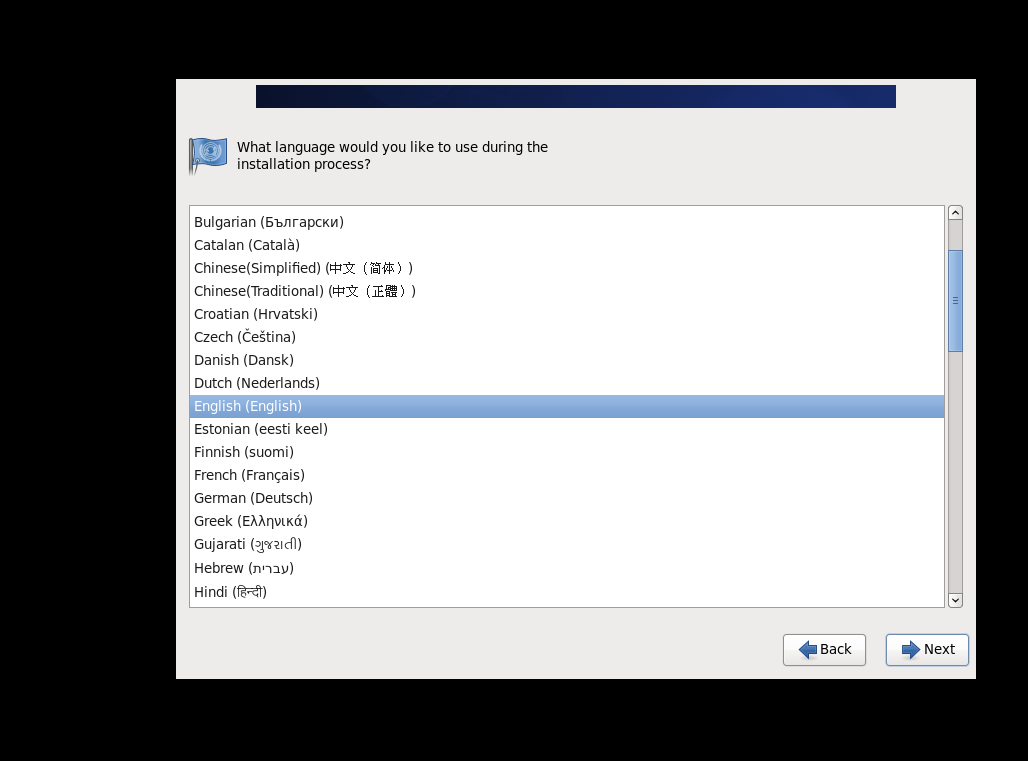 What language would you like to use during the
installation process?
Bulgarian (Български)
Catalan (Català)
Chinese(Simplified) (中文（简体）)
Chinese(Traditional) (中文（正體）)
Croatian (Hrvatski)
Czech (Čeština)
Danish (Dansk)
Dutch (Nederlands)
English (English)
Estonian (eesti keel)
Finnish (suomi)
French (Français)
German (Deutsch)
Greek (Ελληνικά)
Gujarati (ગુજરાતી)
Hebrew (עברית)
Hindi (हिन्दी)
Back
Next